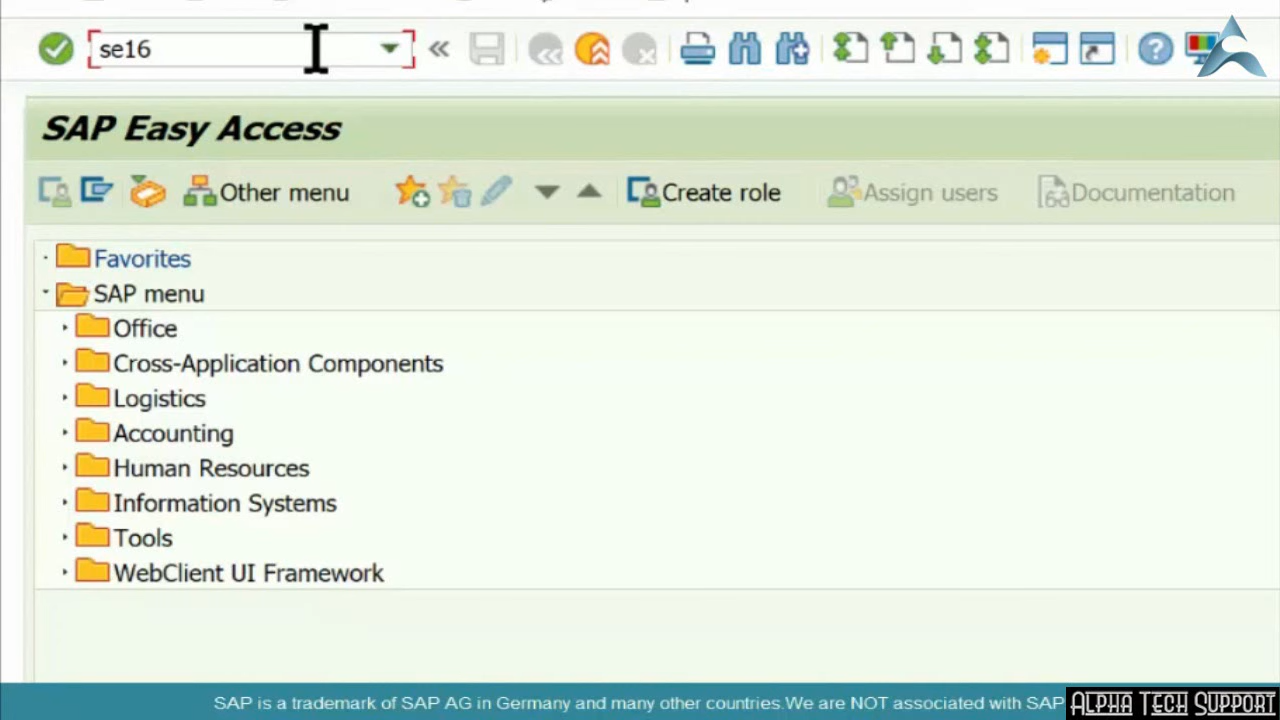 se16
SAP Easy Access
Other menu
Create role
Assign users
Documentation
Favorites
SAP menu
Office
Cross-Application Components
Logistics
Accounting
Human Resources
Information Systems
Tools
WebClient UI Framework
SAP is a trademark of SAP AG in Germany and many other countries.We are NOT associated with SAP
ALPHA TECH SUPPORT